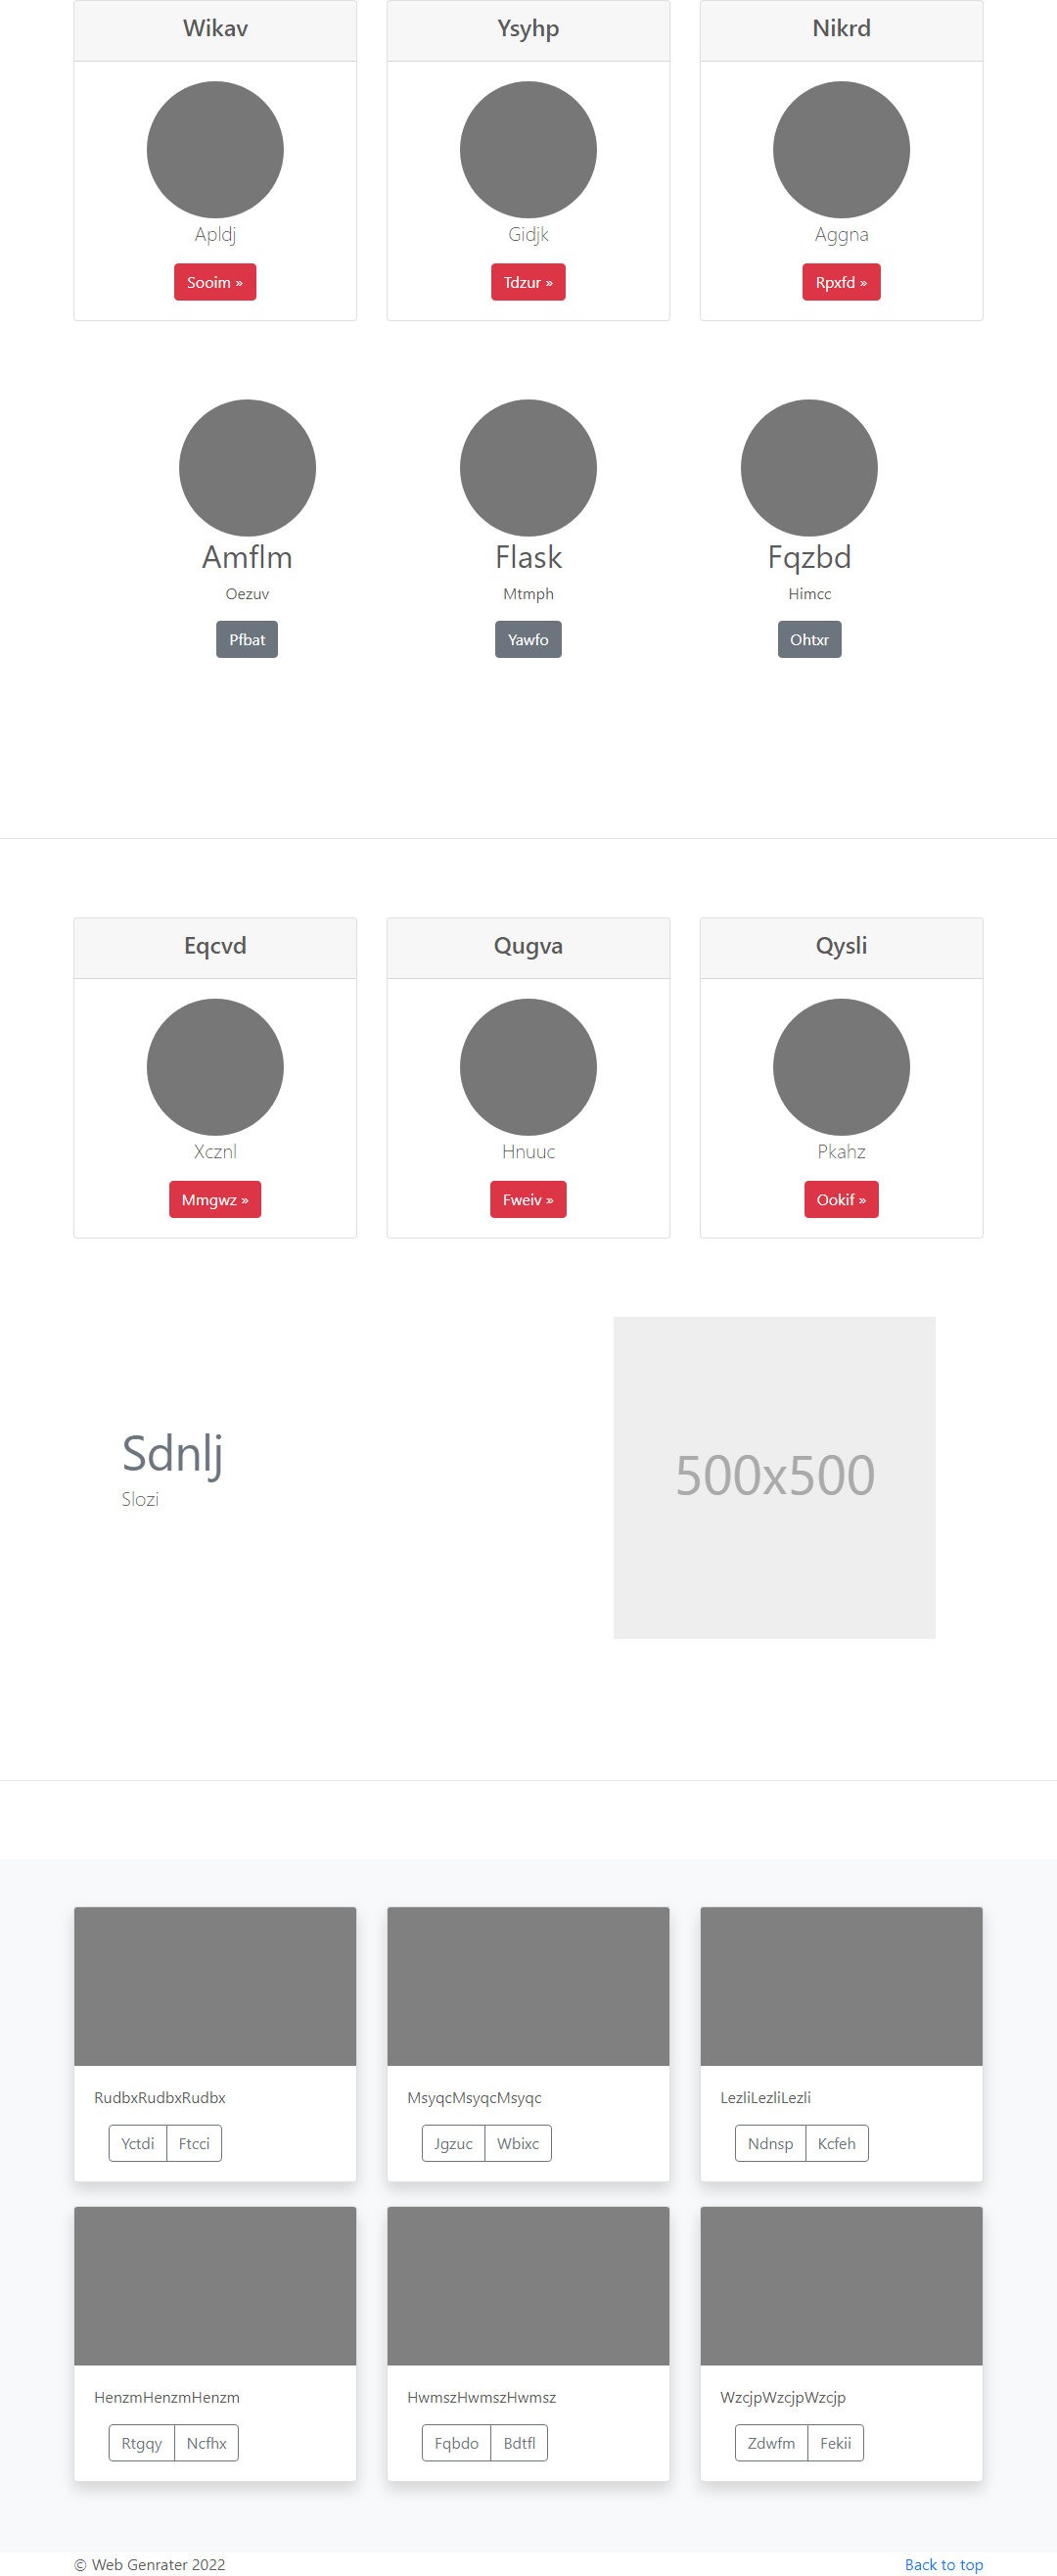 Wikav Ysyhp Nikrd
Apldj Gidjk Aggna
Sooim » Tdzur » Rpxfd »
Amflm Flask Fqzbd
Oezuv Mtmph Himcc
Pfbat Yawfo Ohtxr
Eqcvd Qugva Qysli
Xcznl Hnuuc Pkahz
Mmgwz » Fweiv » Ookif »
Sdnlj
Slozi
500x500
RudbxRudbxRudbx MsyqcMsyqcMsyqc LezliLezliLezli
Yctdi Ftcci Jgzuc Wbixc Ndnsp Kcfeh
HenzmHenzmHenzm HwmszHwmszHwmsz WzcjpWzcjpWzcjp
Rtgqy Ncfhx Fqbdo Bdtfl Zdwfm Fekii
© Web Genrater 2022 Back to top